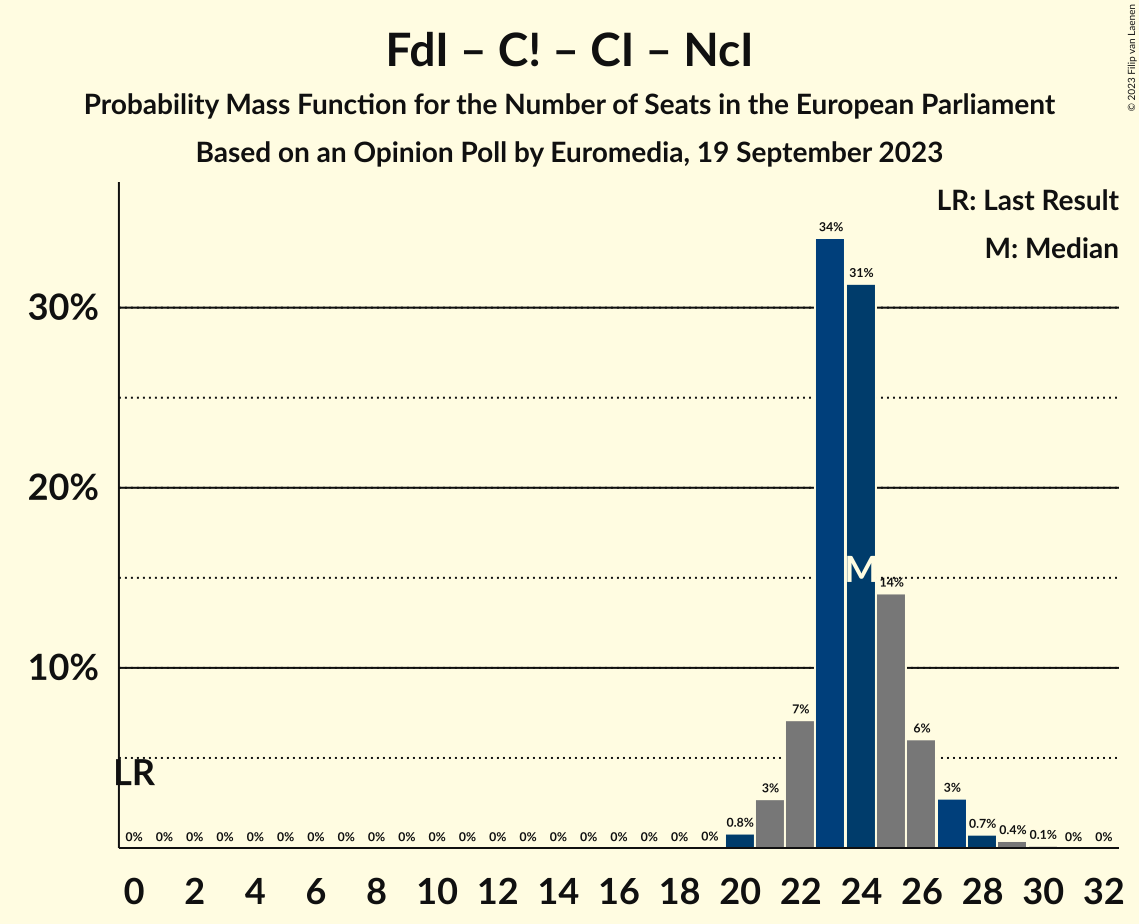 FdI – C! – CI – NcI
Probability Mass Function for the Number of Seats in the European Parliament
Based on an Opinion Poll by Euromedia, 19 September 2023
© 2023 Filip van Laenen
LR: Last Result
M: Median
34%
31%
30%
20%
M
14%
10%
7%
6%
LR
3%
3%
0% 0% 0% 0% 0% 0% 0% 0% 0% 0% 0% 0% 0% 0% 0% 0% 0% 0% 0% 0% 0.8% 0.7% 0.4% 0.1% 0% 0%
0 2 4 6 8 10 12 14 16 18 20 22 24 26 28 30 32